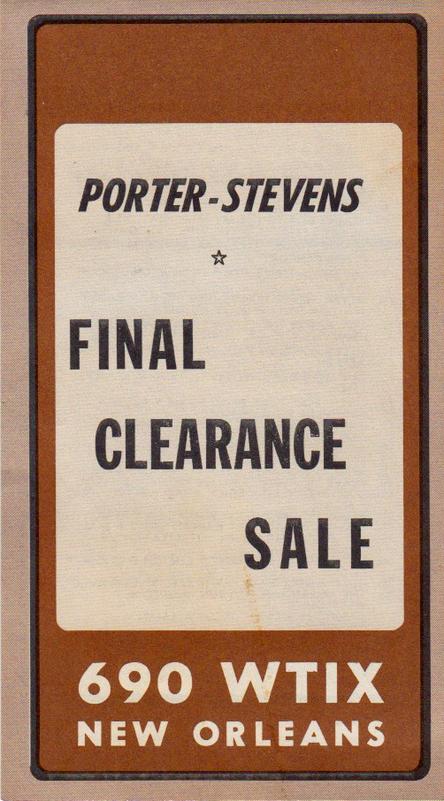 PORTER-STEVENS
☆
FINAL
CLEARANCE
SALE
690 WTIX
NEW ORLEANS